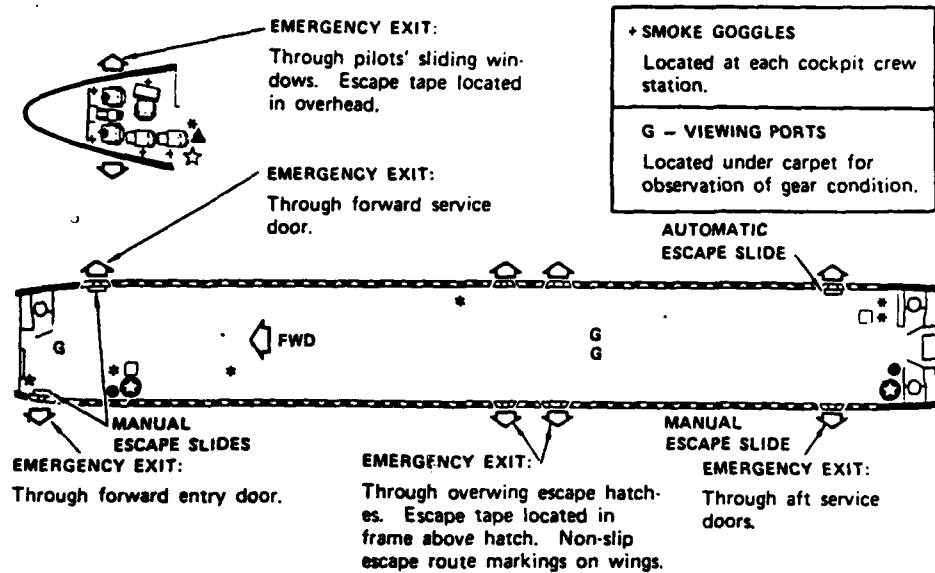 EMERGENCY EXIT:
Through pilots' sliding win-
dows. Escape tape located
in overhead.
+ SMOKE GOGGLES
Located at each cockpit crew
station.
G – VIEWING PORTS
Located under carpet for
observation of gear condition.
EMERGENCY EXIT:
Through forward service
door.
AUTOMATIC
ESCAPE SLIDE
G
FWD
G
G
MANUAL
ESCAPE SLIDES
EMERGENCY EXIT:
Through forward entry door.
EMERGENCY EXIT:
Through overwing escape hatch-
es. Escape tape located in
frame above hatch. Non-slip
escape route markings on wings.
MANUAL
ESCAPE SLIDE
EMERGENCY EXIT:
Through aft service
doors.